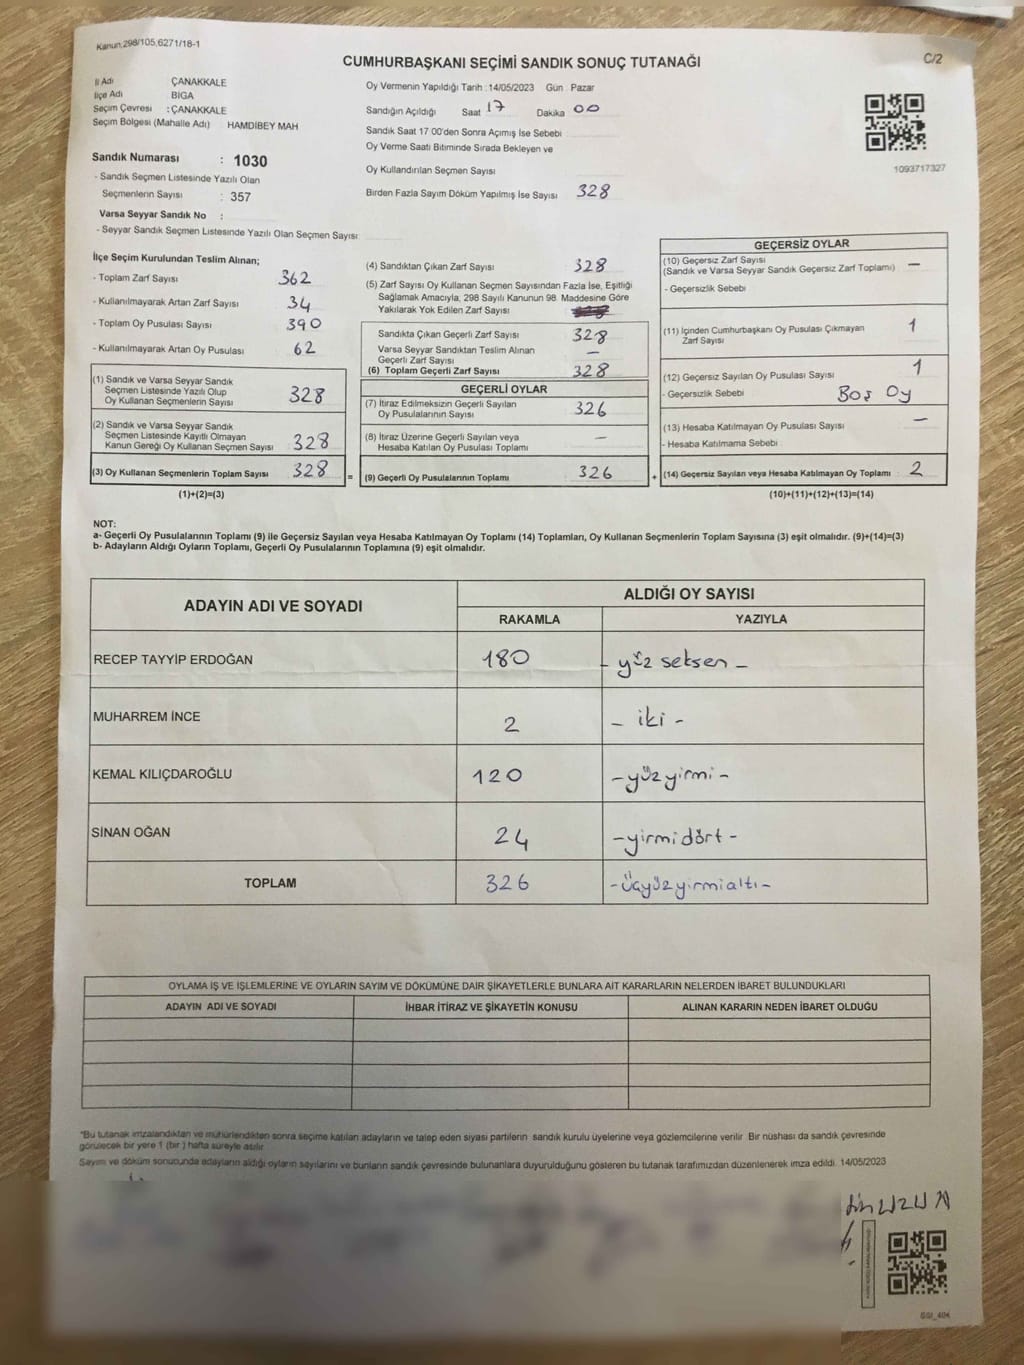 Kanun,298/105,6271/18-1
C/2
CUMHURBAŞKANI SEÇİMİ SANDIK SONUÇ TUTANAĞI
İl Adı ÇANAKKALE
İlçe Adı BIGA
Seçim Çevresi : ÇANAKKALE
Seçim Bölgesi (Mahalle Adı) HAMDİBEY MAH
Sandık Numarası : 1030
- Sandık Seçmen Listesinde Yazılı Olan
Seçmenlerin Sayısı : 357
Varsa Seyyar Sandık No :
- Seyyar Sandık Seçmen Listesinde Yazılı Olan Seçmen Sayısı
Oy Vermenin Yapıldığı Tarih : 14/05/2023 Gün Pazar
Sandığın Açıldığı Saat 17 Dakika 00
Sandık Saat 17 00'den Sonra Açımış İse Sebebi
Oy Verme Saati Bitiminde Sırada Bekleyen ve
Oy Kullandırılan Seçmen Sayısı
Birden Fazla Sayım Döküm Yapılmış İse Sayısı 328
1093717327
İlçe Seçim Kurulundan Teslim Alınan;
- Toplam Zarf Sayısı 362
- Kullanılmayarak Artan Zarf Sayısı 34
- Toplam Oy Pusulası Sayısı 390
- Kullanılmayarak Artan Oy Pusulası 62
(1) Sandık ve Varsa Seyyar Sandık
Seçmen Listesinde Yazılı Olup
Oy Kullanan Seçmenlerin Sayısı 328
(2) Sandık ve Varsa Seyyar Sandık
Seçmen Listesinde Kayıtlı Olmayan
Kanun Gereği Oy Kullanan Seçmen Sayısı 328
(3) Oy Kullanan Seçmenlerin Toplam Sayısı 328 =
(1)+(2)=(3)
(4) Sandıktan Çıkan Zarf Sayısı 328
(5) Zarf Sayısı Oy Kullanan Seçmen Sayısından Fazla İse, Eşitliği
Sağlamak Amacıyla, 298 Sayılı Kanunun 98. Maddesine Göre
Yakılarak Yok Edilen Zarf Sayısı
Sandıkta Çıkan Geçerli Zarf Sayısı 328
Varsa Seyyar Sandıktan Teslim Alınan
Geçerli Zarf Sayısı –
(6) Toplam Geçerli Zarf Sayısı 328
GEÇERLİ OYLAR
(7) İtiraz Edilmeksizin Geçerli Sayılan
Oy Pusulalarının Sayısı 326
(8) İtiraz Üzerine Geçerli Sayılan veya
Hesaba Katılan Oy Pusulaları Toplamı –
(9) Geçerli Oy Pusulalarının Toplamı 326 +
GEÇERSİZ OYLAR
(10) Geçersiz Zarf Sayısı –
(Sandık ve Varsa Seyyar Sandık Geçersiz Zarf Toplamı)
- Geçersizlik Sebebi
(11) İçinden Cumhurbaşkanı Oy Pusulası Çıkmayan 1
Zarf Sayısı
(12) Geçersiz Sayılan Oy Pusulası Sayısı 1
- Geçersizlik Sebebi Boş Oy
(13) Hesaba Katılmayan Oy Pusulası Sayısı –
- Hesaba Katılmama Sebebi
(14) Geçersiz Sayılan veya Hesaba Katılmayan Oy Toplamı 2
(10)+(11)+(12)+(13)=(14)
NOT:
a- Geçerli Oy Pusulalarının Toplamı (9) ile Geçersiz Sayılan veya Hesaba Katılmayan Oy Toplamı (14) Toplamları, Oy Kullanan Seçmenlerin Toplam Sayısına (3) eşit olmalıdır. (9)+(14)=(3)
b- Adayların Aldığı Oyların Toplamı, Geçerli Oy Pusulalarının Toplamına (9) eşit olmalıdır.
ADAYIN ADI VE SOYADI ALDIĞI OY SAYISI
RAKAMLA YAZIYLA
RECEP TAYYİP ERDOĞAN 180 - yüz seksen -
MUHARREM İNCE 2 - iki -
KEMAL KILIÇDAROĞLU 120 - yüzyirmi -
SİNAN OĞAN 24 - yirmidört -
TOPLAM 326 - üçyüzyirmialtı -
OYLAMA İŞ VE İŞLEMLERINE VE OYLARIN SAYIM VE DÖKÜMÜNE DAİR ŞİKAYETLERLE BUNLARA AİT KARARLARIN NELERDEN İBARET BULUNDUKLARI
ADAYIN ADI VE SOYADI İHBAR İTİRAZ VE ŞİKAYETİN KONUSU ALINAN KARARIN NEDEN İBARET OLDUĞU
*Bu tutanak imzalandıktan ve mühürlendikten sonra seçime katılan adayların ve talep eden siyasi partilerin sandık kurulu üyelerine veya gözlemcilerine verilir. Bir nüshası da sandık çevresinde
görülecek bir yere 1 (bir ) hafta süreyle asılır.
Sayım ve döküm sonucunda adayların aldığı oyların sayılarını ve bunların sandık çevresinde bulunanlara duyurulduğunu gösteren bu tutanak tarafımızdan düzenlenerek imza edildi. 14/05/2023